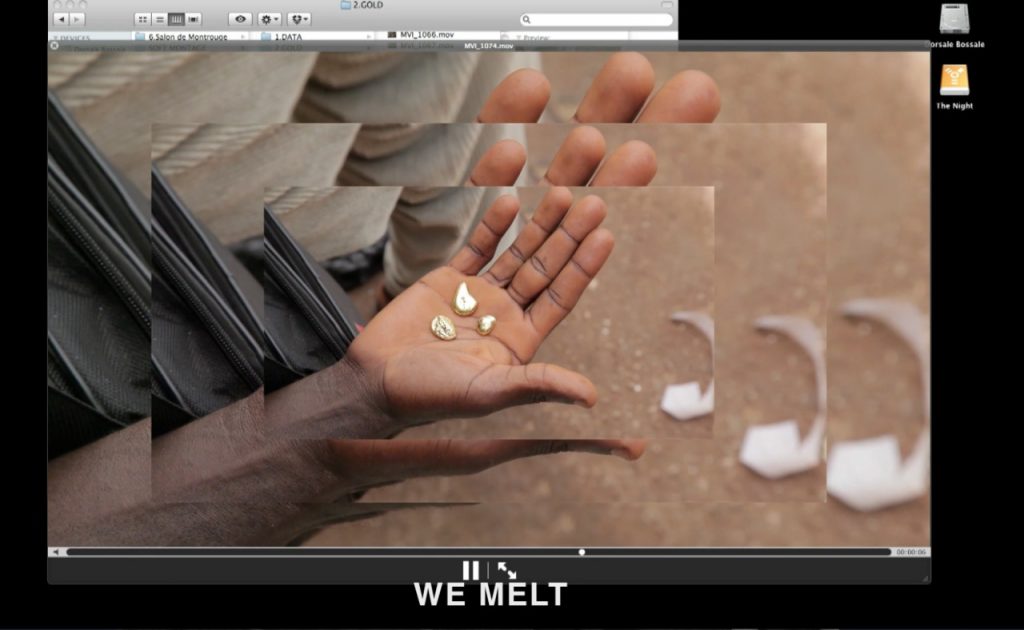 2.GOLD
DEVICES
6.Salon de Montrouge
1.DATA
MVI_1066.mov
Preview:
MVI_1067.mov
MVI_1074.mov
orsale Bossale
The Night
00:00:06
WE MELT